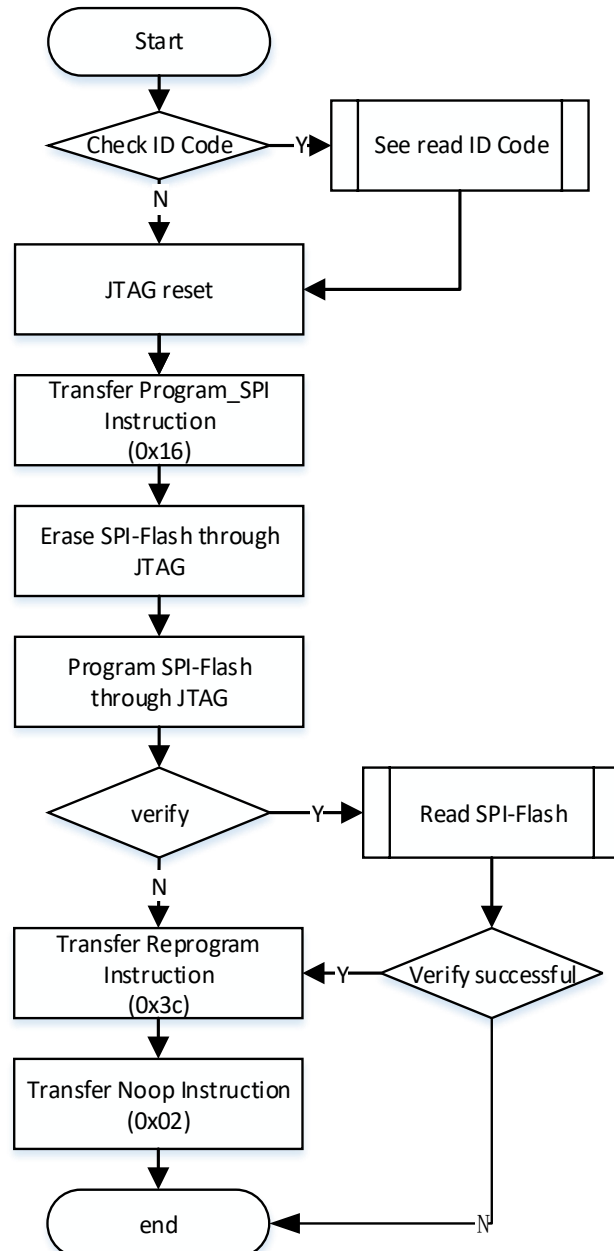 Start
Check ID Code
Y
See read ID Code
N
JTAG reset
Transfer Program_SPI
Instruction
(0x16)
Erase SPI-Flash through
JTAG
Program SPI-Flash
through JTAG
verify
Y
Read SPI-Flash
N
Transfer Reprogram
Instruction
(0x3c)
Y
Verify successful
Transfer Noop Instruction
(0x02)
end
N